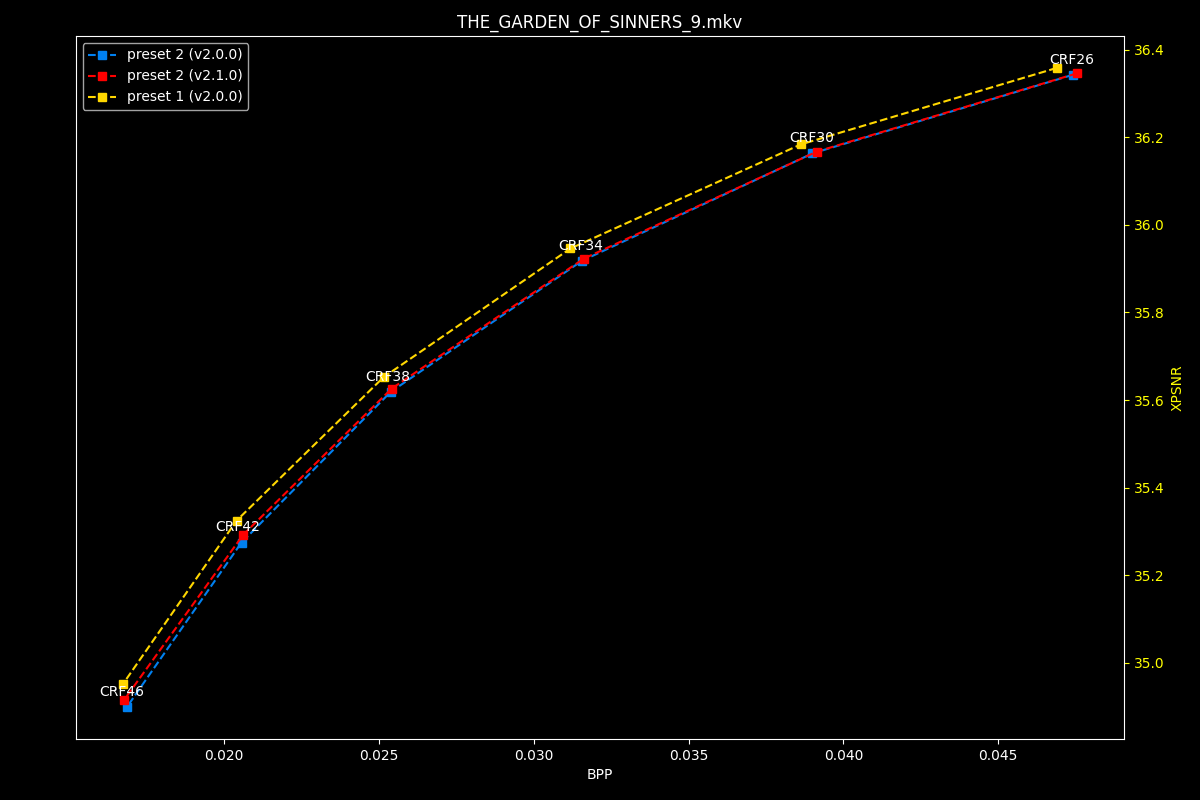 THE_GARDEN_OF_SINNERS_9.mkv
preset 2 (v2.0.0)
preset 2 (v2.1.0)
preset 1 (v2.0.0)
CRF26
CRF30
CRF34
CRF38
CRF42
CRF46
36.4
36.2
36.0
35.8
35.6
35.4
35.2
35.0
XPSNR
0.020 0.025 0.030 0.035 0.040 0.045
BPP